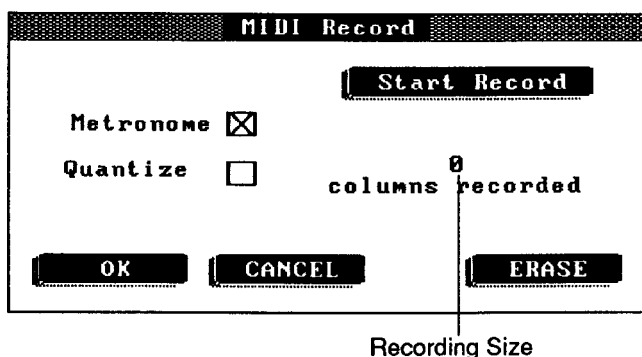 MIDI Record
Start Record
Metronome
Quantize
0
columns recorded
OK
CANCEL
ERASE
Recording Size